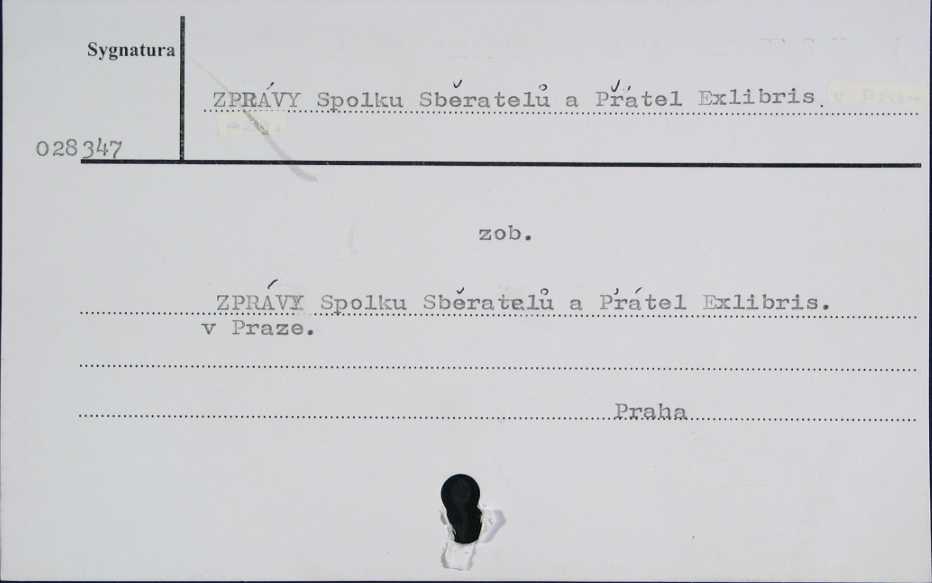 Sygnatura
ZPRÁVY Spolku Sběratelů a Přátel Exlibris.
028347
zob.
ZPRÁVY Spolku Sběratelů a Přátel Exlibris.
v Praze.
Praha